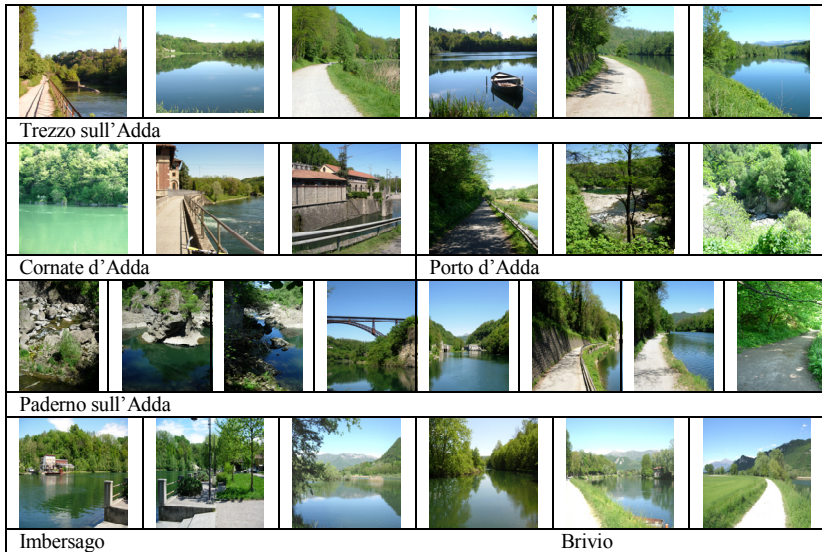 Trezzo sull’Adda
Cornate d’Adda
Porto d’Adda
Paderno sull’Adda
Imbersago
Brivio